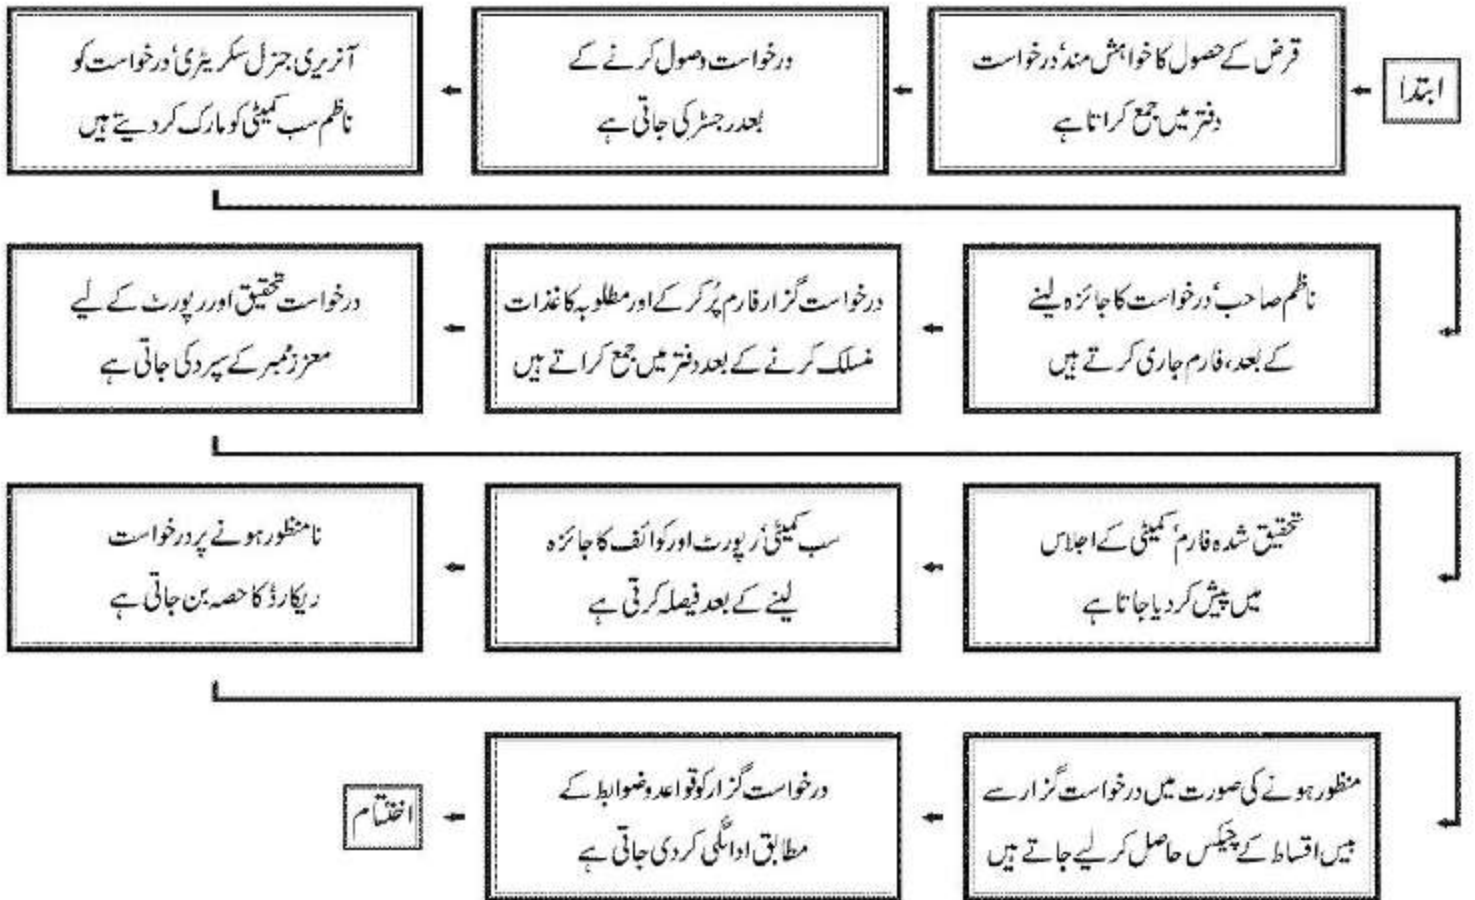 ابتدا
قرض کے حصول کا خواہش مند' درخواست
دفتر میں جمع کراتا ہے
درخواست وصول کرنے کے
بعد رجسٹر کی جاتی ہے
آنریری جنرل سکریٹری' درخواست کو
ناظم سب کمیٹی کو مارک کر دیتے ہیں
ناظم صاحب' درخواست کا جائزہ لینے
کے بعد، فارم جاری کرتے ہیں
درخواست گزار فارم پُر کر کے اور مطلوبہ کاغذات
منسلک کرنے کے بعد دفتر میں جمع کراتے ہیں
درخواست تحقیق اور رپورٹ کے لیے
معزز ممبر کے سپرد کی جاتی ہے
تحقیق شدہ فارم' کمیٹی کے اجلاس
میں پیش کر دیا جاتا ہے
سب کمیٹی' رپورٹ اور کوائف کا جائزہ
لینے کے بعد فیصلہ کرتی ہے
نامنظور ہونے پر درخواست
ریکارڈ کا حصہ بن جاتی ہے
منظور ہونے کی صورت میں درخواست گزار سے
بیس اقساط کے چیکس حاصل کر لیے جاتے ہیں
درخواست گزار کو قواعد و ضوابط کے
مطابق ادائگی کر دی جاتی ہے
اختتام